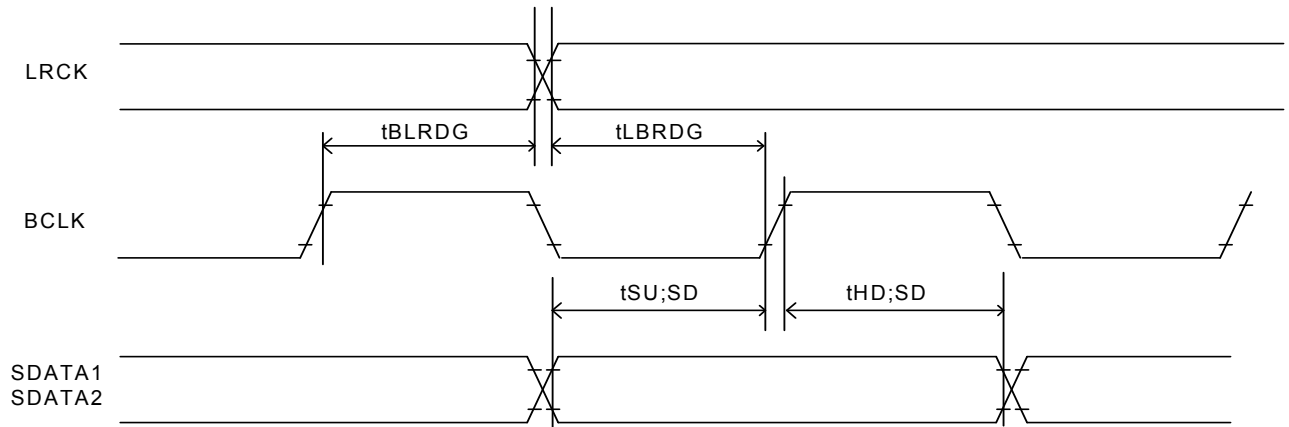 LRCK
tBLRDG
tLBRDG
BCLK
tSU;SD
tHD;SD
SDATA1
SDATA2